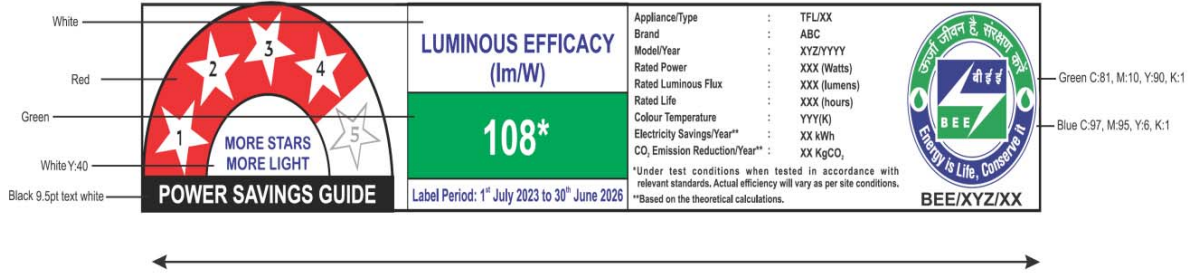 White
Red
Green
White Y:40
Black 9.5pt text white
1
2
3
4
5
MORE STARS
MORE LIGHT
POWER SAVINGS GUIDE
LUMINOUS EFFICACY
(lm/W)
108*
Label Period: 1st July 2023 to 30th June 2026
Appliance/Type : TFL/XX
Brand : ABC
Model/Year : XYZ/YYYY
Rated Power : XXX (Watts)
Rated Luminous Flux : XXX (lumens)
Rated Life : XXX (hours)
Colour Temperature : YYY(K)
Electricity Savings/Year** : XX kWh
CO2 Emission Reduction/Year** : XX KgCO2
*Under test conditions when tested in accordance with
relevant standards. Actual efficiency will vary as per site conditions.
**Based on the theoretical calculations.
ऊर्जा जीवन है, संरक्षण करें
बी ई ई
BEE
Energy is Life, Conserve it
BEE/XYZ/XX
Green C:81, M:10, Y:90, K:1
Blue C:97, M:95, Y:6, K:1